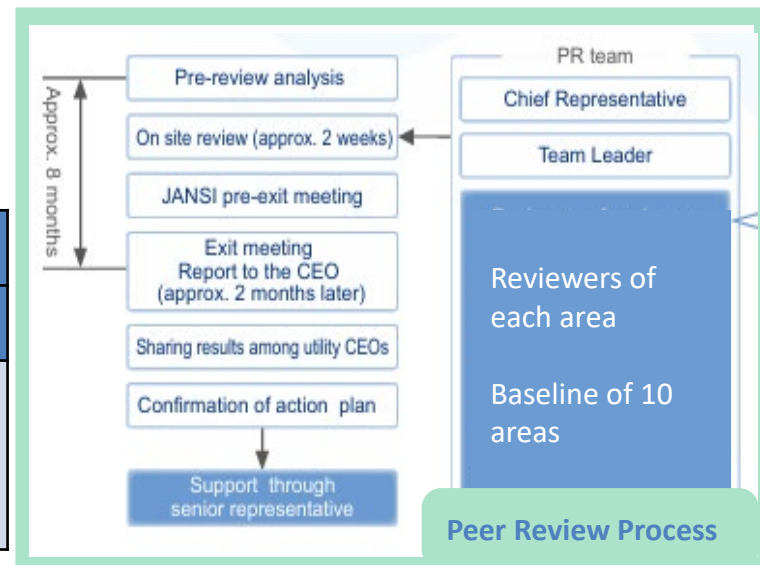 Approx. 8 months
Pre-review analysis
On site review (approx. 2 weeks)
JANSI pre-exit meeting
Exit meeting
Report to the CEO
(approx. 2 months later)
Sharing results among utility CEOs
Confirmation of action plan
Support through
senior representative
PR team
Chief Representative
Team Leader
Reviewers of
each area
Baseline of 10
areas
Peer Review Process